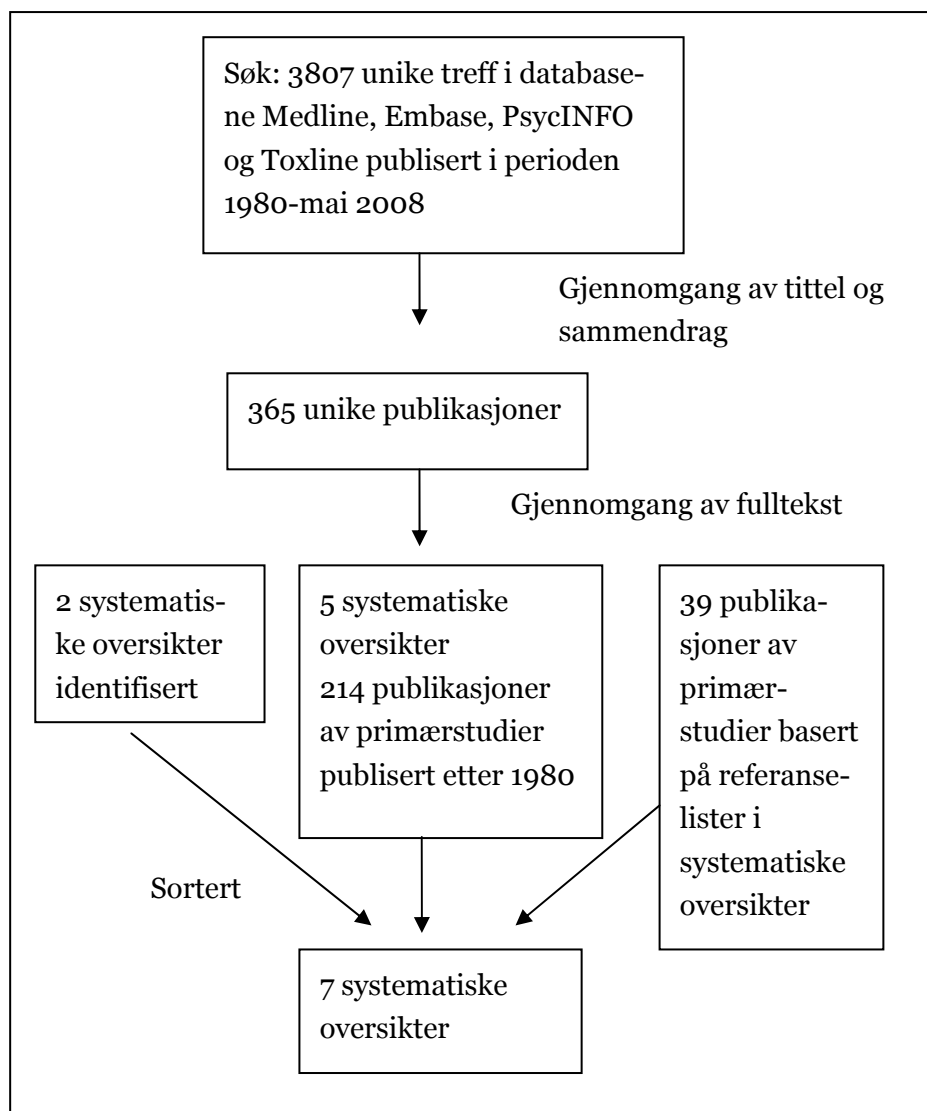 Søk: 3807 unike treff i database-
ne Medline, Embase, PsycINFO
og Toxline publisert i perioden
1980-mai 2008
Gjennomgang av tittel og
sammendrag
365 unike publikasjoner
Gjennomgang av fulltekst
2 systematis-
ke oversikter
identifisert
5 systematiske
oversikter
214 publikasjoner
av primærstudier
publisert etter 1980
39 publika-
sjoner av
primær-
studier basert
på referanse-
lister i
systematiske
oversikter
Sortert
7 systematiske
oversikter